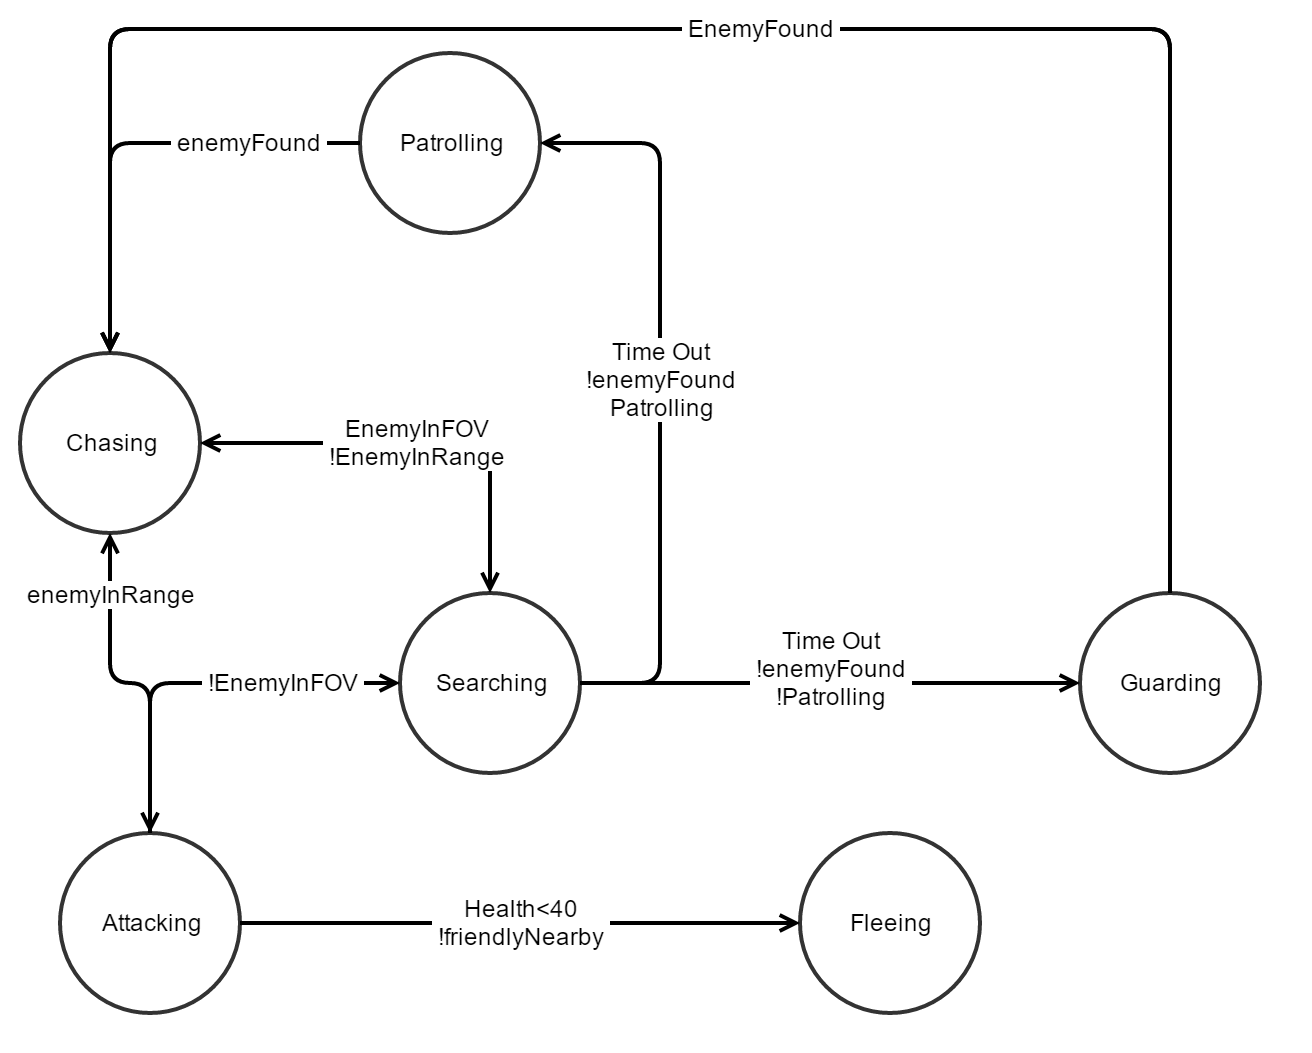 EnemyFound
enemyFound
Patrolling
Time Out
!enemyFound
Patrolling
Chasing
EnemyInFOV
!EnemyInRange
enemyInRange
!EnemyInFOV
Searching
Time Out
!enemyFound
!Patrolling
Guarding
Attacking
Health<40
!friendlyNearby
Fleeing